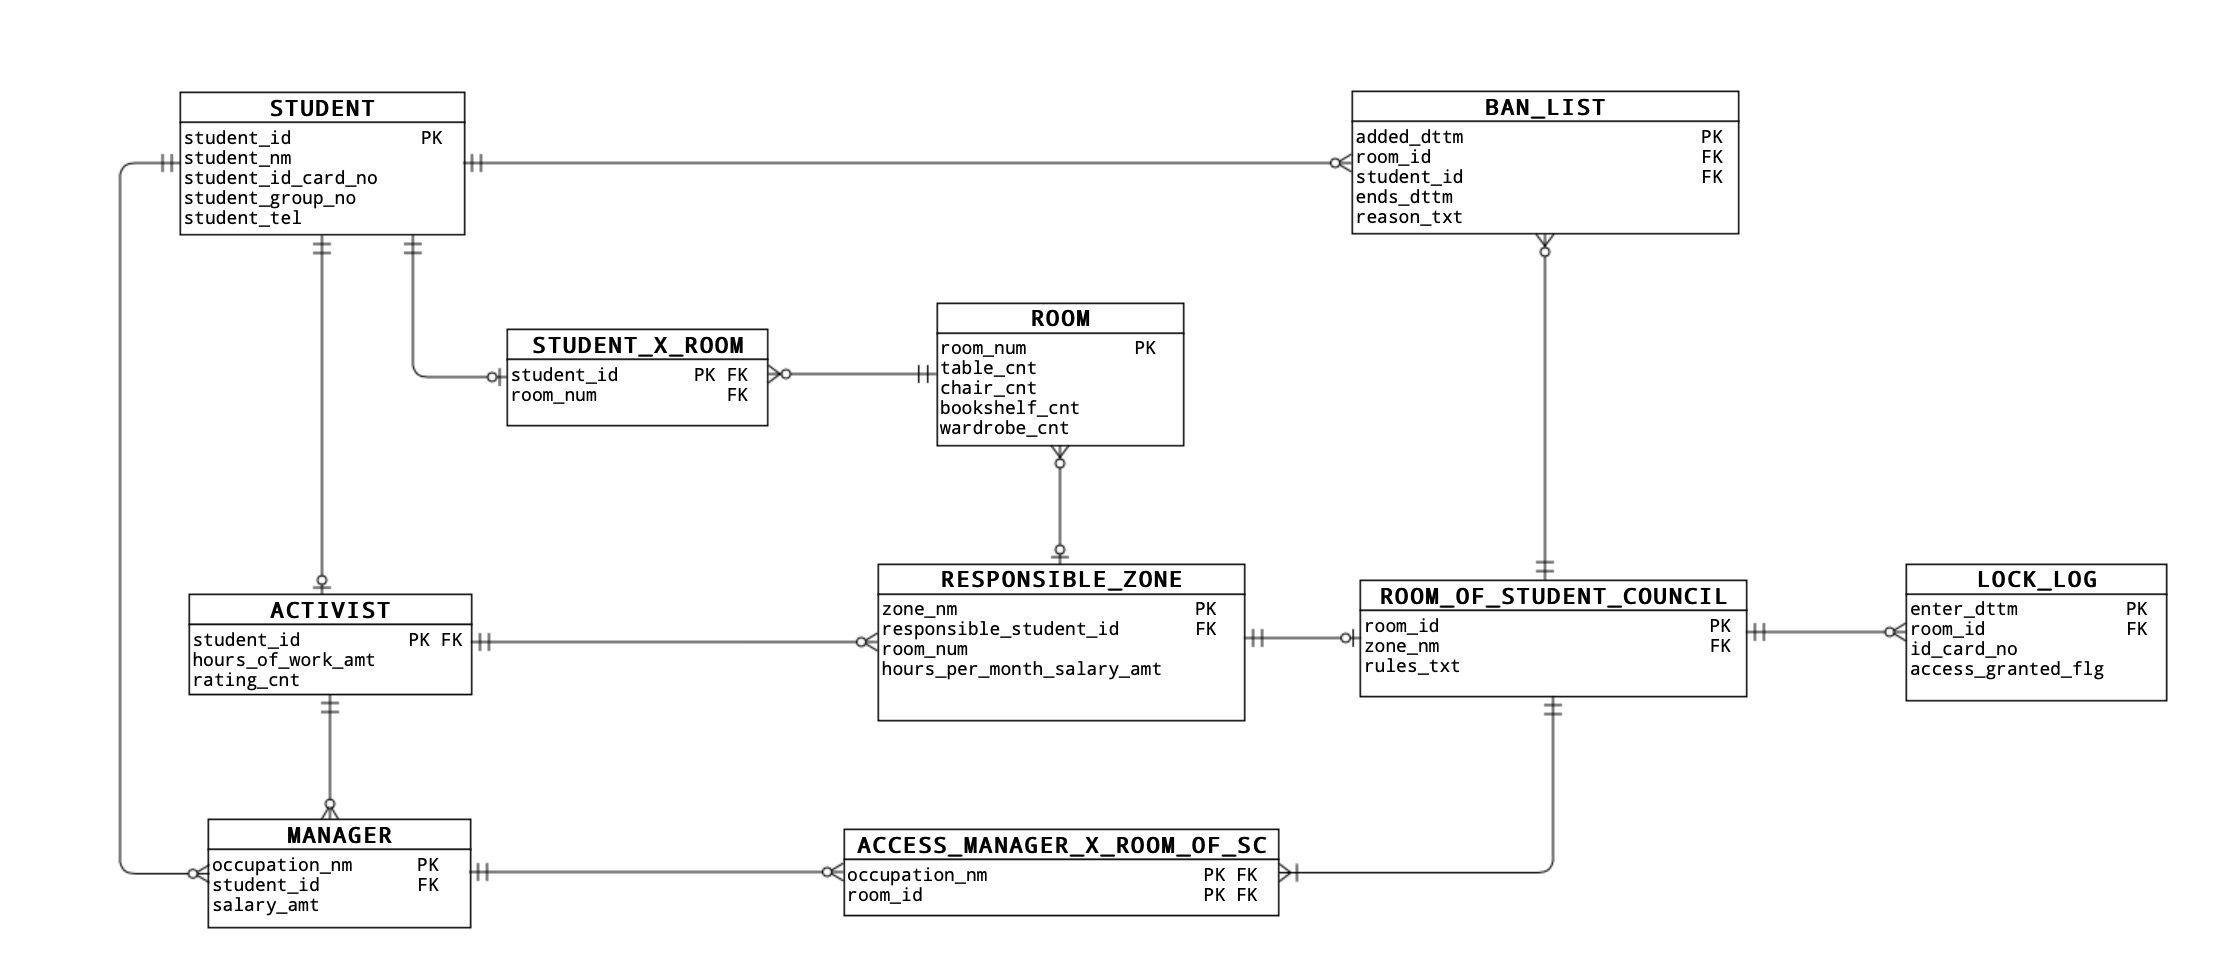 STUDENT
student_id PK
student_nm
student_id_card_no
student_group_no
student_tel
BAN_LIST
added_dttm PK
room_id FK
student_id FK
ends_dttm
reason_txt
STUDENT_X_ROOM
student_id PK FK
room_num FK
ROOM
room_num PK
table_cnt
chair_cnt
bookshelf_cnt
wardrobe_cnt
ACTIVIST
student_id PK FK
hours_of_work_amt
rating_cnt
RESPONSIBLE_ZONE
zone_nm PK
responsible_student_id FK
room_num
hours_per_month_salary_amt
ROOM_OF_STUDENT_COUNCIL
room_id PK
zone_nm FK
rules_txt
LOCK_LOG
enter_dttm PK
room_id FK
id_card_no
access_granted_flg
MANAGER
occupation_nm PK
student_id FK
salary_amt
ACCESS_MANAGER_X_ROOM_OF_SC
occupation_nm PK FK
room_id PK FK